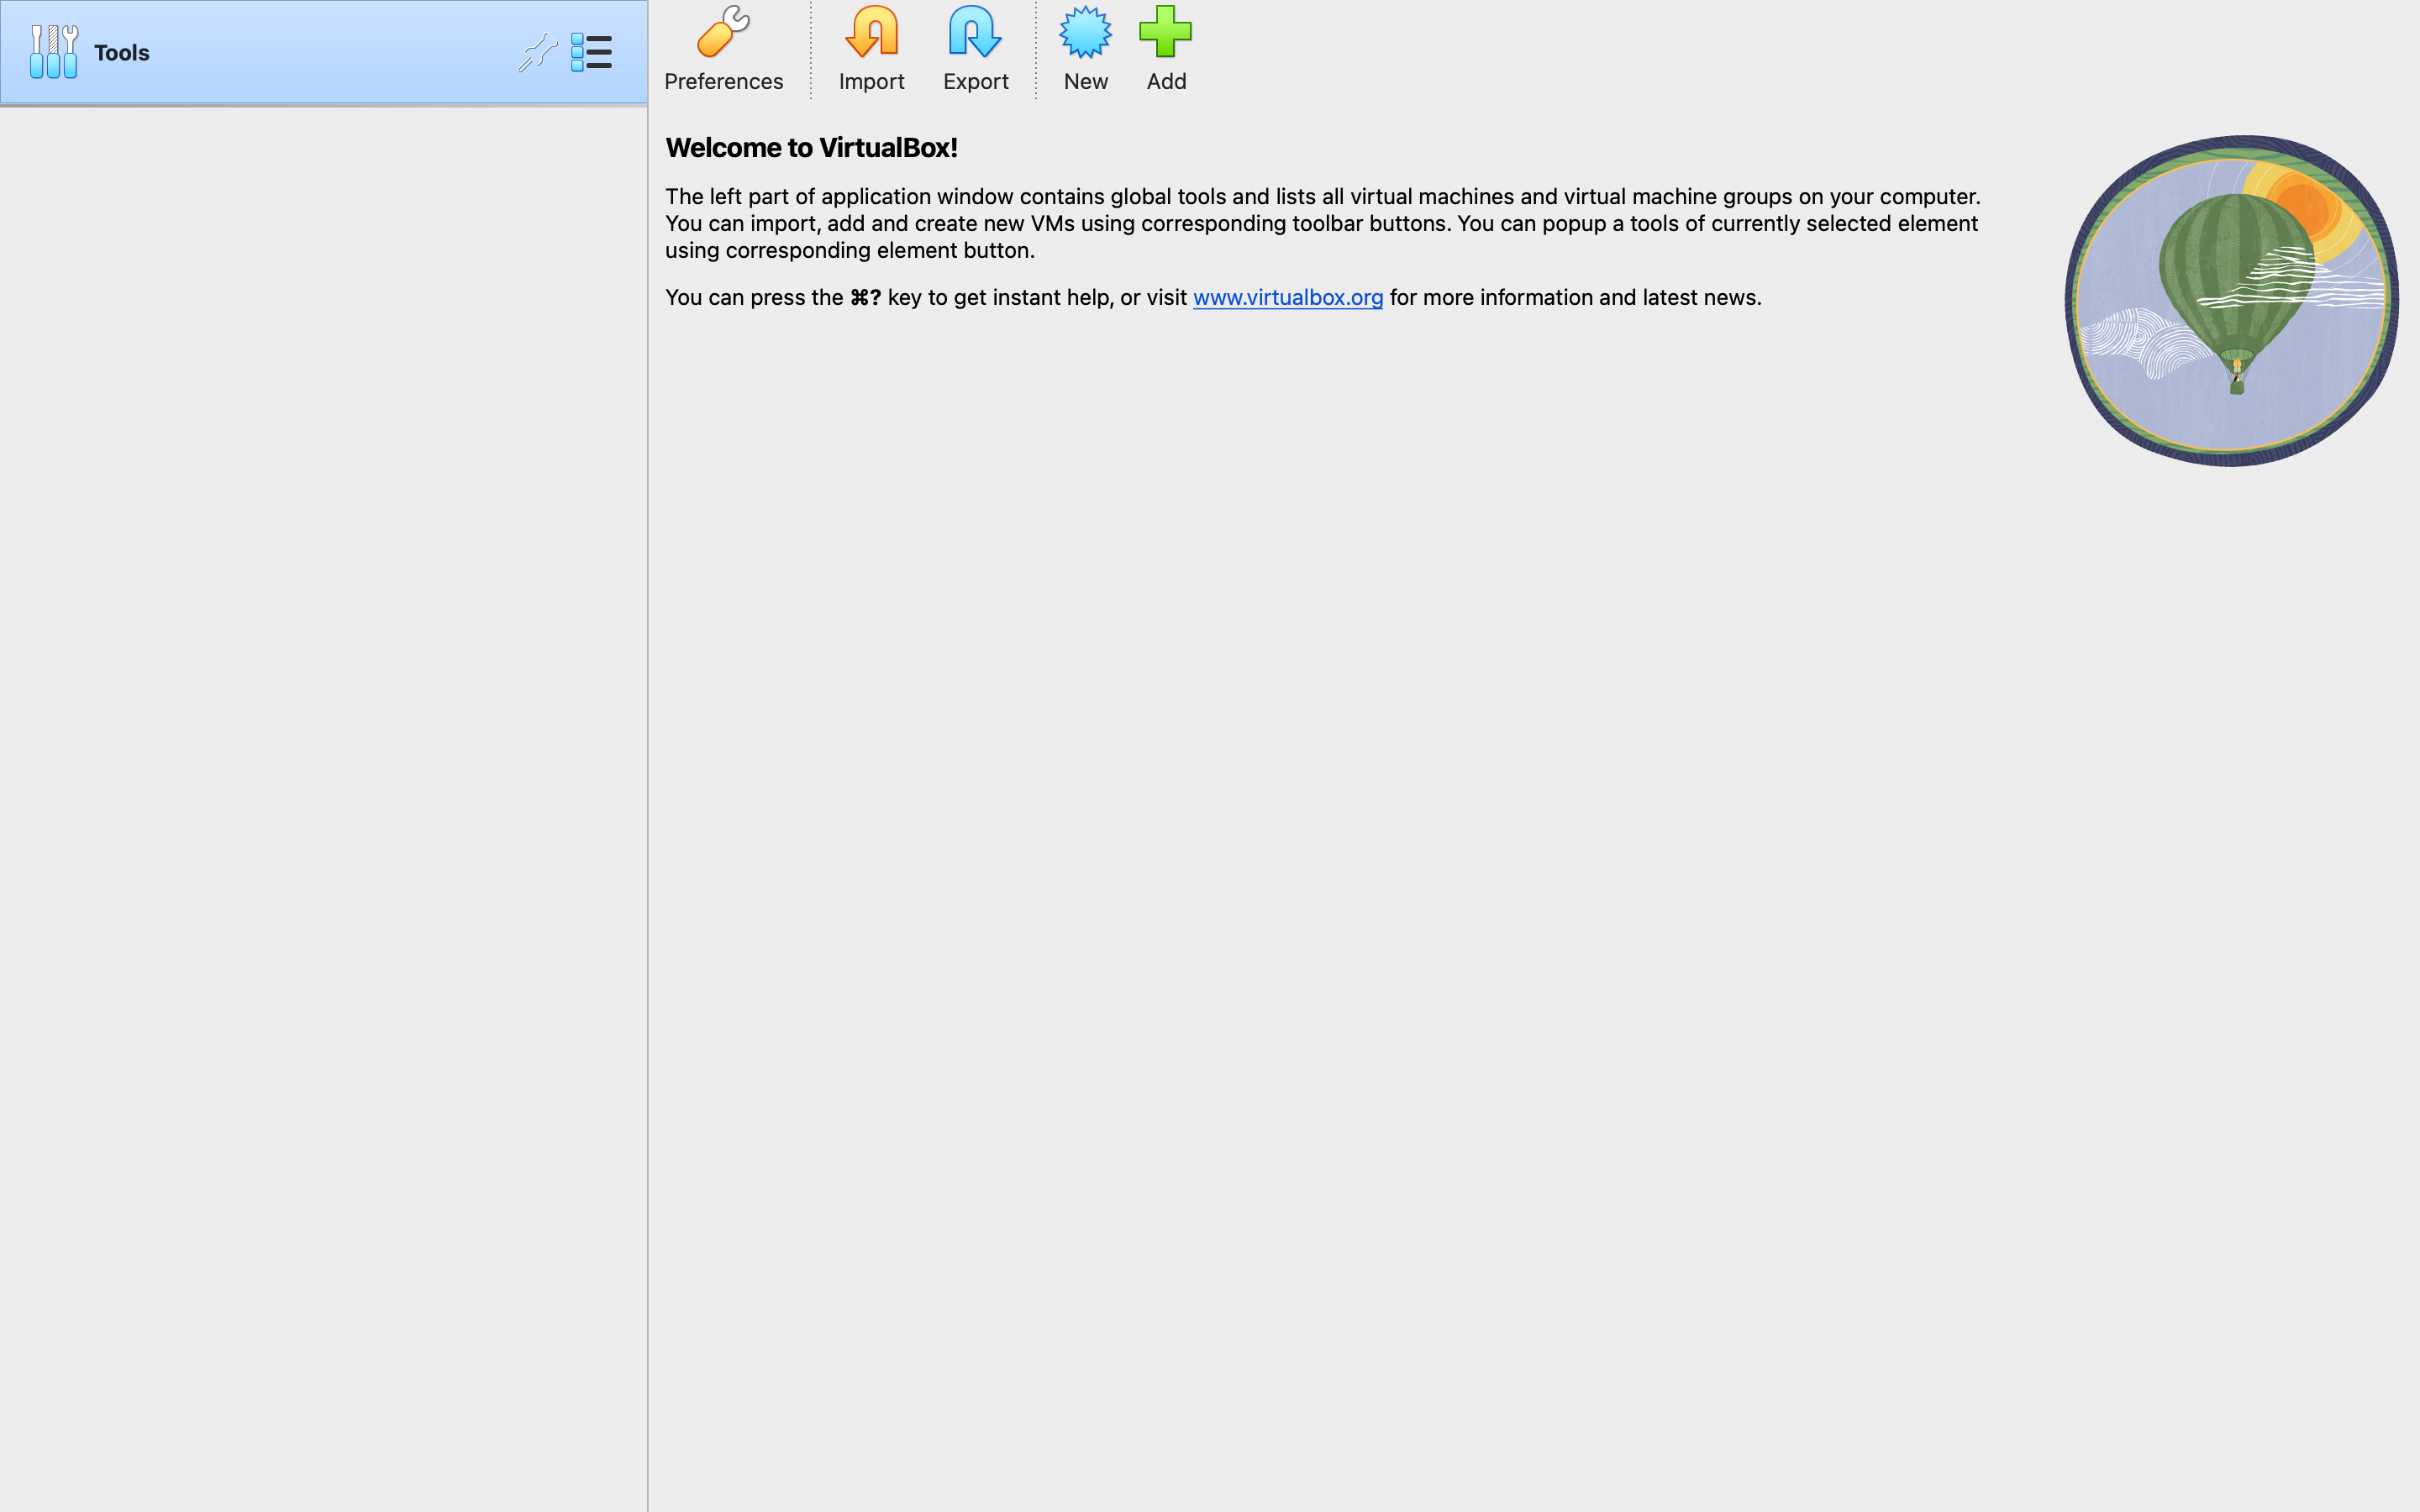 Tools
Preferences
Import
Export
New
Add
Welcome to VirtualBox!
The left part of application window contains global tools and lists all virtual machines and virtual machine groups on your computer.
You can import, add and create new VMs using corresponding toolbar buttons. You can popup a tools of currently selected element
using corresponding element button.
You can press the ⌘? key to get instant help, or visit www.virtualbox.org for more information and latest news.